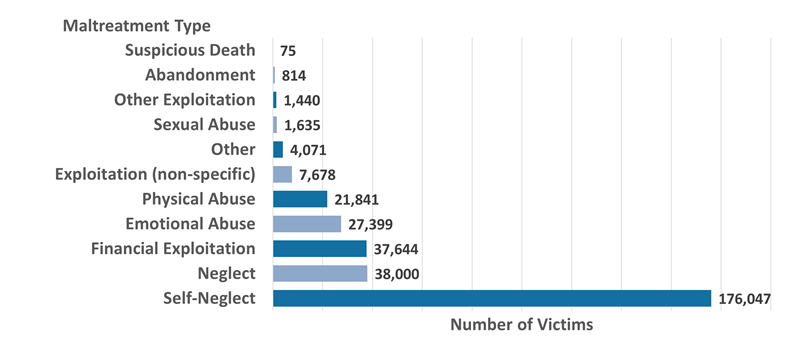 Maltreatment Type
Suspicious Death 75
Abandonment 814
Other Exploitation 1,440
Sexual Abuse 1,635
Other 4,071
Exploitation (non-specific) 7,678
Physical Abuse 21,841
Emotional Abuse 27,399
Financial Exploitation 37,644
Neglect 38,000
Self-Neglect 176,047
Number of Victims